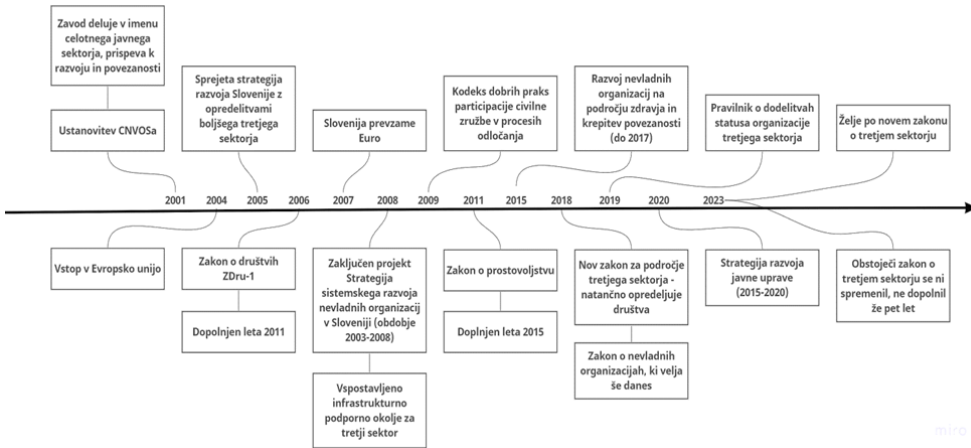 Zavod deluje v imenu
celotnega javnega
sektorja, prispeva k
razvoju in povezanosti
Ustanovitev CNVOSa
Sprejeta strategija
razvoja Slovenije z
opredelitvami
boljšega tretjega
sektorja
Slovenija prevzame
Euro
Kodeks dobrih praks
participacije civilne
zružbe v procesih
odločanja
Razvoj nevladnih
organizacij na
področju zdravja in
krepitev povezanosti
(do 2017)
Pravilnik o dodelitvah
statusa organizacije
tretjega sektorja
Želje po novem zakonu
o tretjem sektorju
2001 2004 2005 2006 2007 2008 2009 2011 2015 2018 2019 2020 2023
Vstop v Evropsko unijo
Zakon o društvih
ZDru-1
Dopolnjen leta 2011
Zaključen projekt
Strategija
sistemskega razvoja
nevladnih organizacij
v Sloveniji (obdobje
2003-2008)
Vspostavljeno
infrastrukturno
podporno okolje za
tretji sektor
Zakon o prostovoljstvu
Doplnjen leta 2015
Nov zakon za področje
tretjega sektorja -
natančno opredeljuje
društva
Zakon o nevladnih
organizacijah, ki velja
še danes
Strategija razvoja
javne uprave
(2015-2020)
Obstoječi zakon o
tretjem sektorju se ni
spremenil, ne dopolnil
že pet let
miro